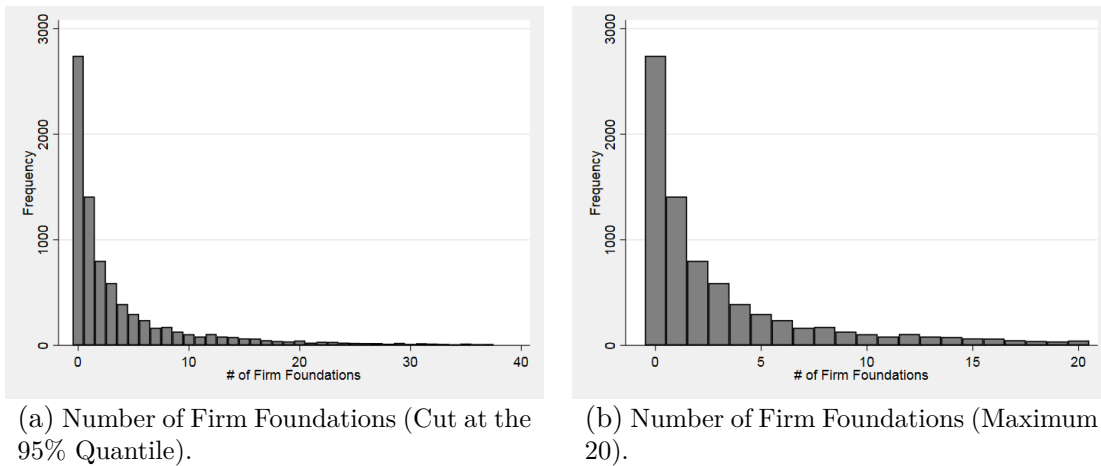 3000
2000
1000
0
Frequency
0
10
20
30
40
# of Firm Foundations
(a) Number of Firm Foundations (Cut at the
95% Quantile).
3000
2000
1000
0
Frequency
0
5
10
15
20
# of Firm Foundations
(b) Number of Firm Foundations (Maximum
20).